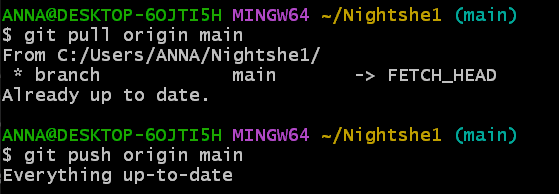 ANNA@DESKTOP-6OJTI5H MINGW64 ~/Nightshe1 (main)
$ git pull origin main
From C:/Users/ANNA/Nightshe1/
 * branch            main       -> FETCH_HEAD
Already up to date.
ANNA@DESKTOP-6OJTI5H MINGW64 ~/Nightshe1 (main)
$ git push origin main
Everything up-to-date